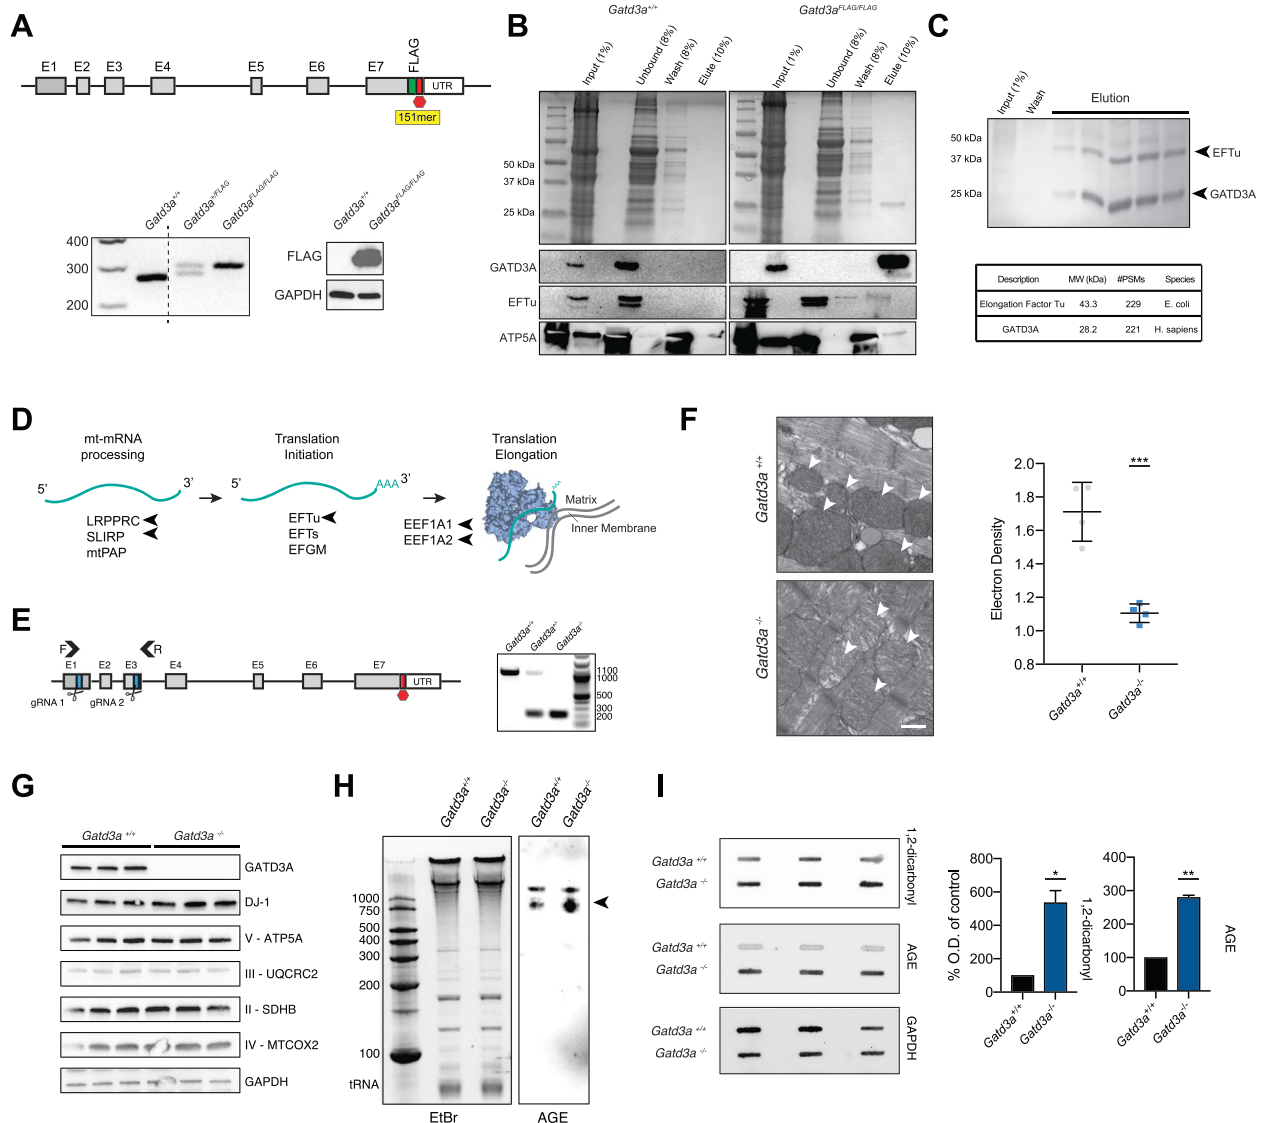 A
E1 E2 E3 E4 E5 E6 E7 FLAG
UTR
151mer
Gatd3a+/+ Gatd3a+/FLAG Gatd3aFLAG/FLAG
400
300
200
Gatd3a+/+ Gatd3aFLAG/FLAG
FLAG
GAPDH
B
Gatd3a+/+ Gatd3aFLAG/FLAG
Input (1%) Unbound (8%) Wash (8%) Elute (10%) Input (1%) Unbound (8%) Wash (8%) Elute (10%)
50 kDa
37 kDa
25 kDa
GATD3A
EFTu
ATP5A
C
Input (1%) Wash Elution
50 kDa
37 kDa
25 kDa
EFTu
GATD3A
Description MW (kDa) #PSMs Species
Elongation Factor Tu 43.3 229 E. coli
GATD3A 28.2 221 H. sapiens
D
mt-mRNA
processing
5' 3'
LRPPRC
SLIRP
mtPAP
Translation
Initiation
5' AAA 3'
EFTu
EFTs
EFGM
Translation
Elongation
EEF1A1
EEF1A2
AAA
Matrix
Inner Membrane
E
F R
E1 E2 E3 E4 E5 E6 E7
UTR
gRNA 1 gRNA 2
Gatd3a+/+ Gatd3a+/- Gatd3a-/-
1100
1000
500
300
200
F
Gatd3a +/+
Gatd3a -/-
Electron Density
2.0
1.8
1.6
1.4
1.2
1.0
0.8
***
Gatd3a+/+ Gatd3a-/-
G
Gatd3a +/+ Gatd3a -/-
GATD3A
DJ-1
V - ATP5A
III - UQCRC2
II - SDHB
IV - MTCOX2
GAPDH
H
Gatd3a+/+ Gatd3a-/- Gatd3a+/+ Gatd3a-/-
1000
750
500
400
300
200
100
tRNA
EtBr AGE
I
Gatd3a +/+
Gatd3a -/-
1,2-dicarbonyl
Gatd3a +/+
Gatd3a -/-
AGE
Gatd3a +/+
Gatd3a -/-
GAPDH
% O.D. of control
800
600
400
200
0
*
Gatd3a+/+ Gatd3a-/-
1,2-dicarbonyl
400
300
200
100
0
**
Gatd3a+/+ Gatd3a-/-
AGE